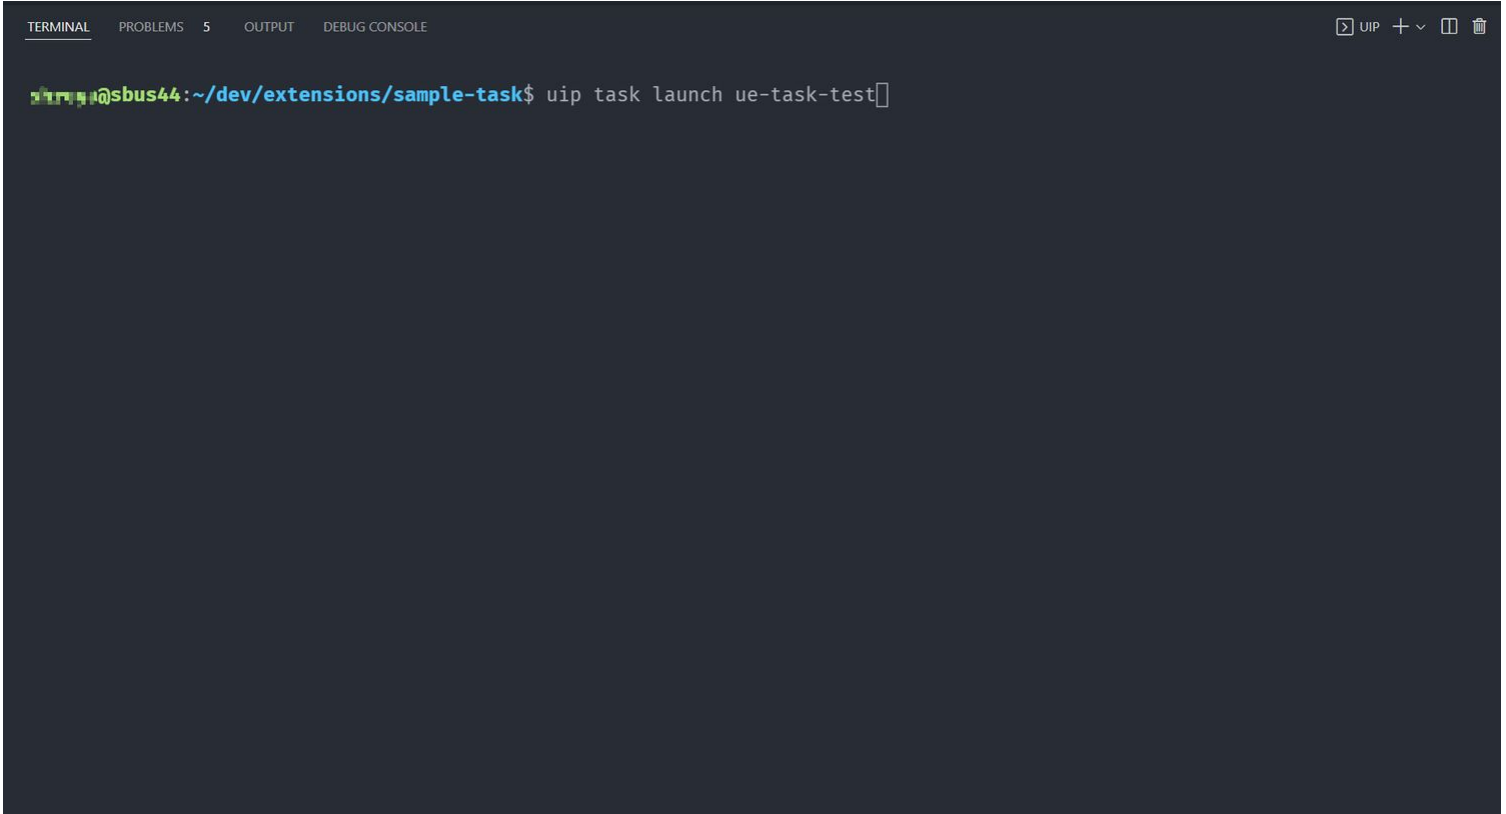 TERMINAL PROBLEMS 5 OUTPUT DEBUG CONSOLE UIP
@sbus44:~/dev/extensions/sample-task$ uip task launch ue-task-test